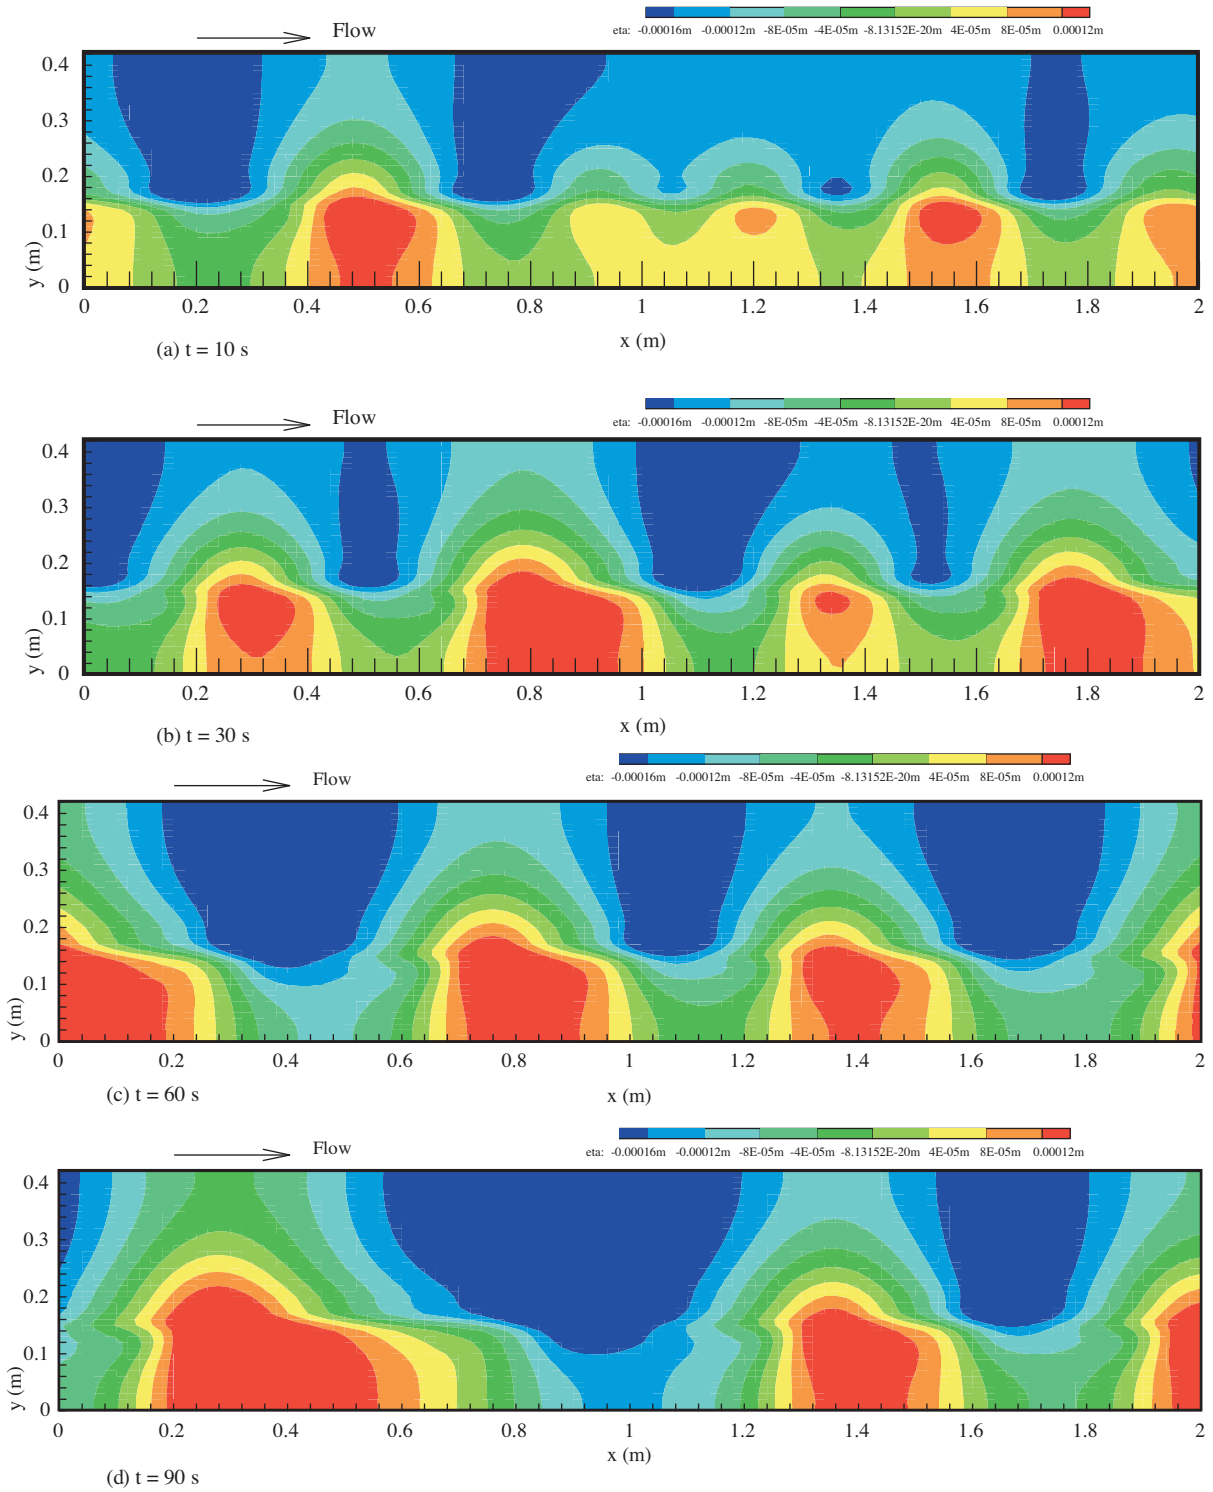 Flow
eta: -0.00016m -0.00012m -8E-05m -4E-05m -8.13152E-20m 4E-05m 8E-05m 0.00012m
0.4
0.3
0.2
0.1
0
y (m)
0 0.2 0.4 0.6 0.8 1 1.2 1.4 1.6 1.8 2
x (m)
(a) t = 10 s
Flow
eta: -0.00016m -0.00012m -8E-05m -4E-05m -8.13152E-20m 4E-05m 8E-05m 0.00012m
0.4
0.3
0.2
0.1
0
y (m)
0 0.2 0.4 0.6 0.8 1 1.2 1.4 1.6 1.8 2
x (m)
(b) t = 30 s
Flow
eta: -0.00016m -0.00012m -8E-05m -4E-05m -8.13152E-20m 4E-05m 8E-05m 0.00012m
0.4
0.3
0.2
0.1
0
y (m)
0 0.2 0.4 0.6 0.8 1 1.2 1.4 1.6 1.8 2
x (m)
(c) t = 60 s
Flow
eta: -0.00016m -0.00012m -8E-05m -4E-05m -8.13152E-20m 4E-05m 8E-05m 0.00012m
0.4
0.3
0.2
0.1
0
y (m)
0 0.2 0.4 0.6 0.8 1 1.2 1.4 1.6 1.8 2
x (m)
(d) t = 90 s